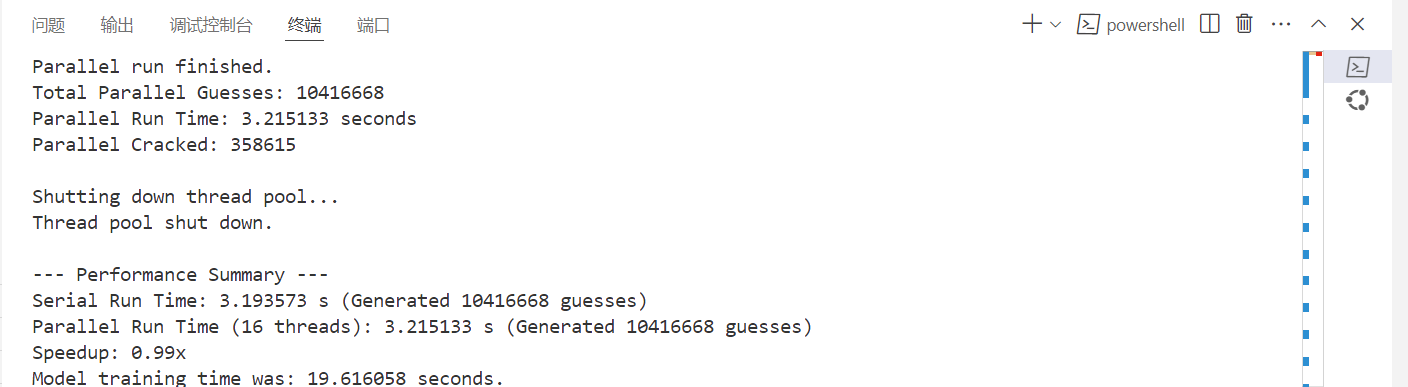 问题 输出 调试控制台 终端 端口 powershell
Parallel run finished.
Total Parallel Guesses: 10416668
Parallel Run Time: 3.215133 seconds
Parallel Cracked: 358615
Shutting down thread pool...
Thread pool shut down.
--- Performance Summary ---
Serial Run Time: 3.193573 s (Generated 10416668 guesses)
Parallel Run Time (16 threads): 3.215133 s (Generated 10416668 guesses)
Speedup: 0.99x
Model training time was: 19.616058 seconds.